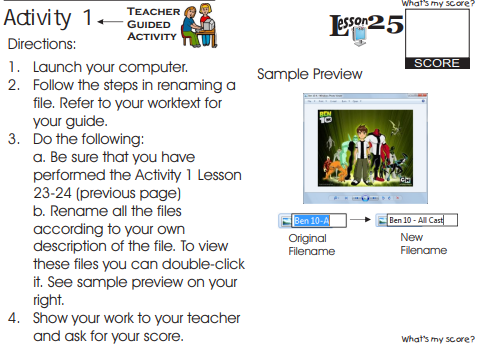 Activity 1
TEACHER
GUIDED
ACTIVITY
Directions:
1. Launch your computer.
2. Follow the steps in renaming a
file. Refer to your worktext for
your guide.
3. Do the following:
a. Be sure that you have
performed the Activity 1 Lesson
23-24 (previous page)
b. Rename all the files
according to your own
description of the file. To view
these files you can double-click
it. See sample preview on your
right.
4. Show your work to your teacher
and ask for your score.
What's my score?
Lesson 25
SCORE
Sample Preview
BEN
10
CN
Ben 10-A
Ben 10 - All Cast
Original
Filename
New
Filename
What's my score?